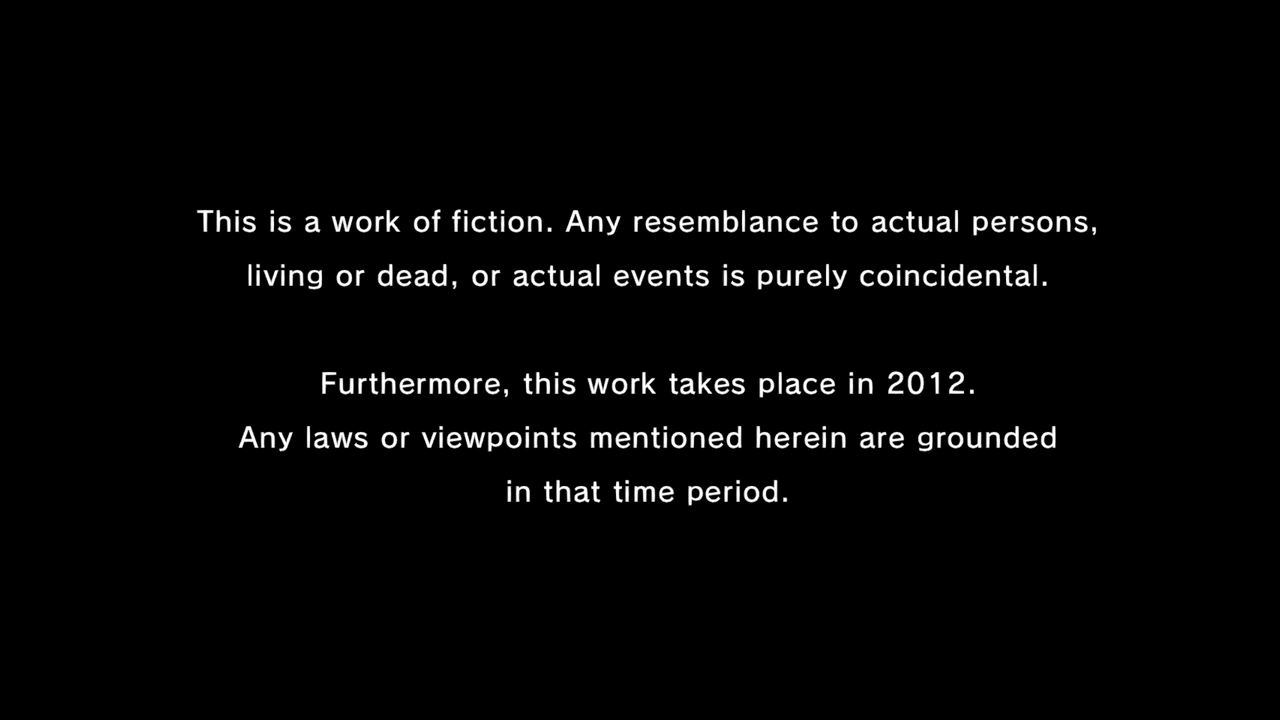 This is a work of fiction. Any resemblance to actual persons,
living or dead, or actual events is purely coincidental.
Furthermore, this work takes place in 2012.
Any laws or viewpoints mentioned herein are grounded
in that time period.